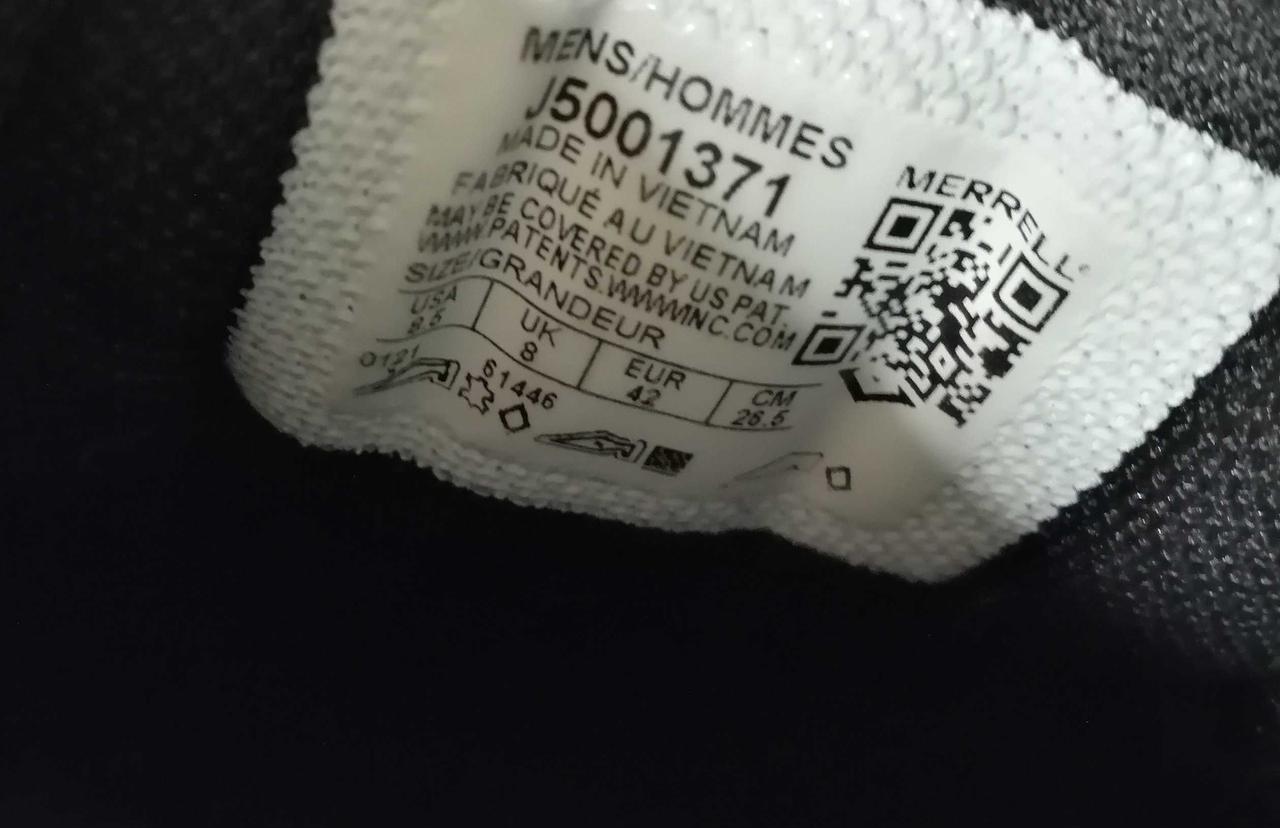 MENS/HOMMES
J5001371
MADE IN VIETNAM
FABRIQUÉ AU VIETNAM
MAY BE COVERED BY US PAT.
WWW.PATENTS.WWWINC.COM
SIZE/GRANDEUR
USA UK EUR CM
8.5 8 42 26.5
0121 61446
MERRELL